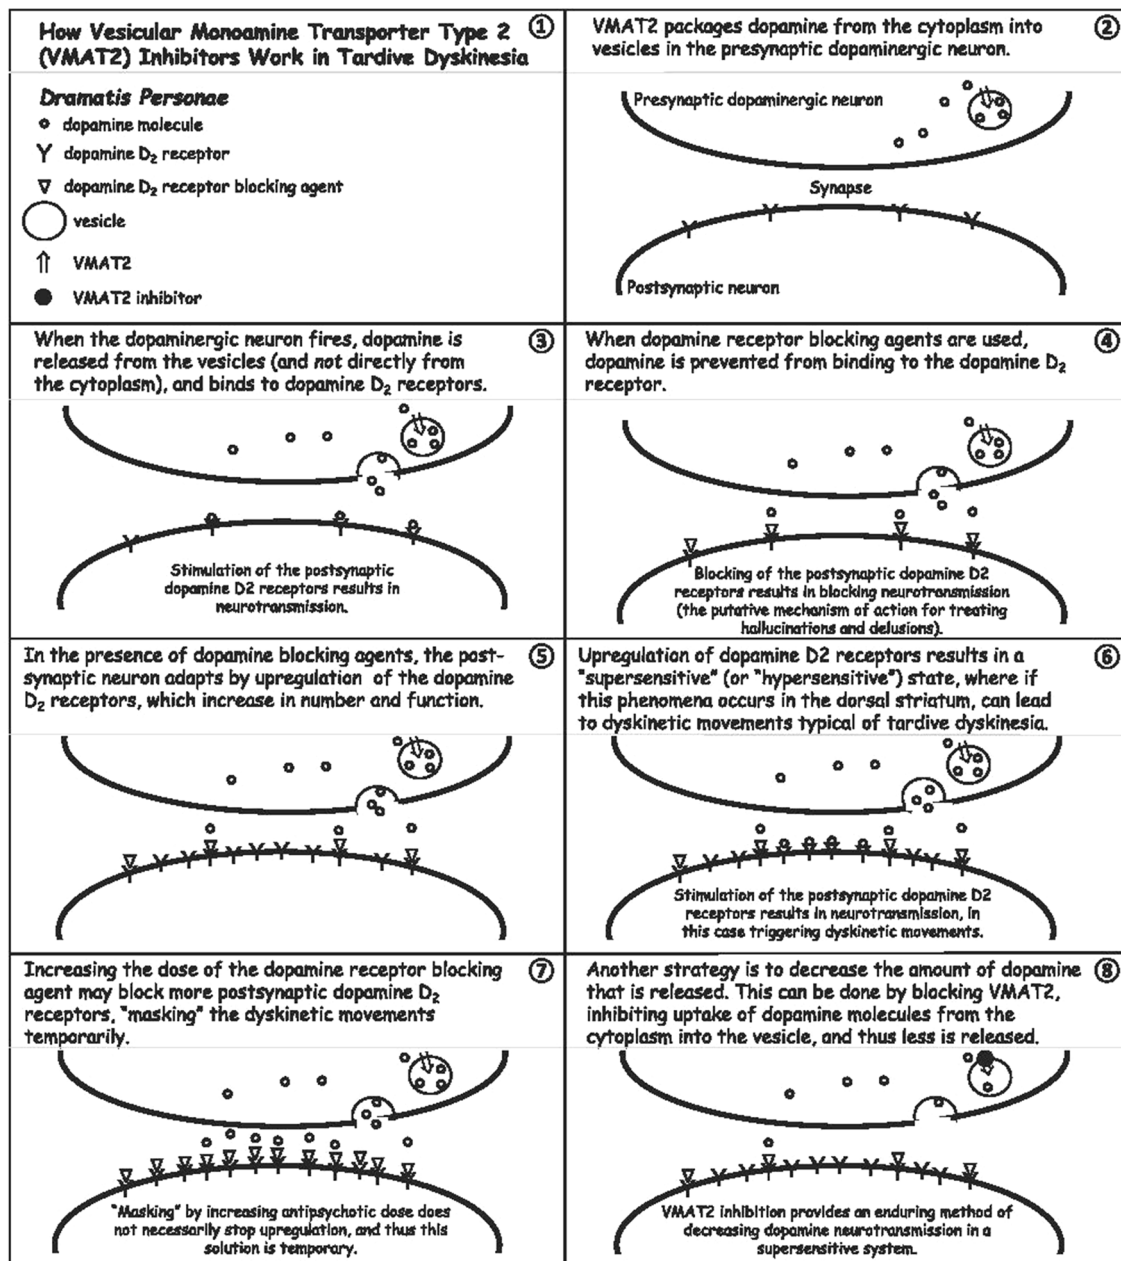 How Vesicular Monoamine Transporter Type 2 ①
(VMAT2) Inhibitors Work in Tardive Dyskinesia
Dramatis Personae
dopamine molecule
dopamine D₂ receptor
dopamine D₂ receptor blocking agent
vesicle
VMAT2
VMAT2 inhibitor
VMAT2 packages dopamine from the cytoplasm into ②
vesicles in the presynaptic dopaminergic neuron.
Presynaptic dopaminergic neuron
Synapse
Postsynaptic neuron
When the dopaminergic neuron fires, dopamine is ③
released from the vesicles (and not directly from
the cytoplasm), and binds to dopamine D₂ receptors.
Stimulation of the postsynaptic
dopamine D2 receptors results in
neurotransmission.
When dopamine receptor blocking agents are used, ④
dopamine is prevented from binding to the dopamine D₂
receptor.
Blocking of the postsynaptic dopamine D2
receptors results in blocking neurotransmission
(the putative mechanism of action for treating
hallucinations and delusions).
In the presence of dopamine blocking agents, the post- ⑤
synaptic neuron adapts by upregulation of the dopamine
D₂ receptors, which increase in number and function.
Upregulation of dopamine D2 receptors results in a ⑥
"supersensitive" (or "hypersensitive") state, where if
this phenomena occurs in the dorsal striatum, can lead
to dyskinetic movements typical of tardive dyskinesia.
Stimulation of the postsynaptic dopamine D2
receptors results in neurotransmission, in
this case triggering dyskinetic movements.
Increasing the dose of the dopamine receptor blocking ⑦
agent may block more postsynaptic dopamine D₂
receptors, "masking" the dyskinetic movements
temporarily.
"Masking" by increasing antipsychotic dose does
not necessarily stop upregulation, and thus this
solution is temporary.
Another strategy is to decrease the amount of dopamine ⑧
that is released. This can be done by blocking VMAT2,
inhibiting uptake of dopamine molecules from the
cytoplasm into the vesicle, and thus less is released.
VMAT2 inhibition provides an enduring method of
decreasing dopamine neurotransmission in a
supersensitive system.